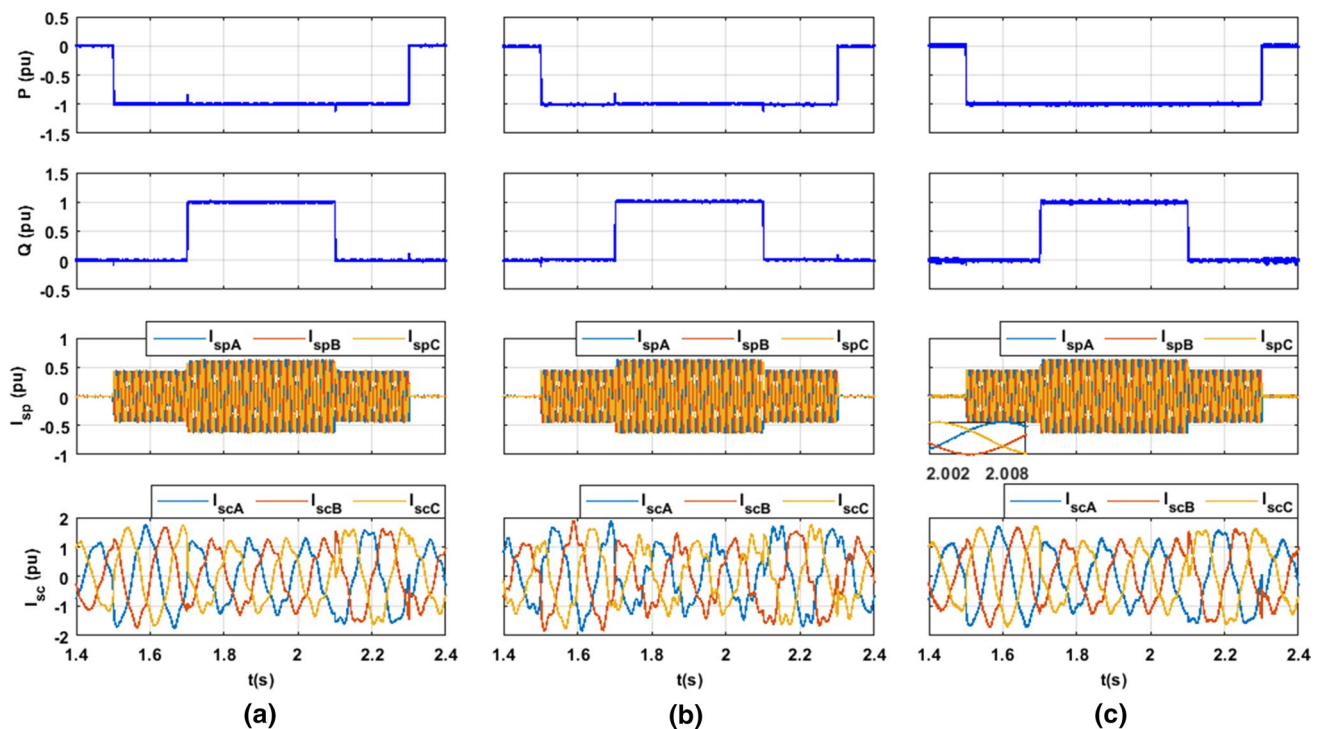 0.5
0
-0.5
-1
-1.5
P (pu)
1.5
1
0.5
0
-0.5
Q (pu)
I_spA I_spB I_spC
I_spA I_spB I_spC
I_spA I_spB I_spC
1
0.5
0
-0.5
-1
I_sp (pu)
2.002 2.008
I_scA I_scB I_scC
I_scA I_scB I_scC
I_scA I_scB I_scC
2
1
0
-1
-2
I_sc (pu)
1.4 1.6 1.8 2 2.2 2.4
1.4 1.6 1.8 2 2.2 2.4
1.4 1.6 1.8 2 2.2 2.4
t(s) t(s) t(s)
(a) (b) (c)